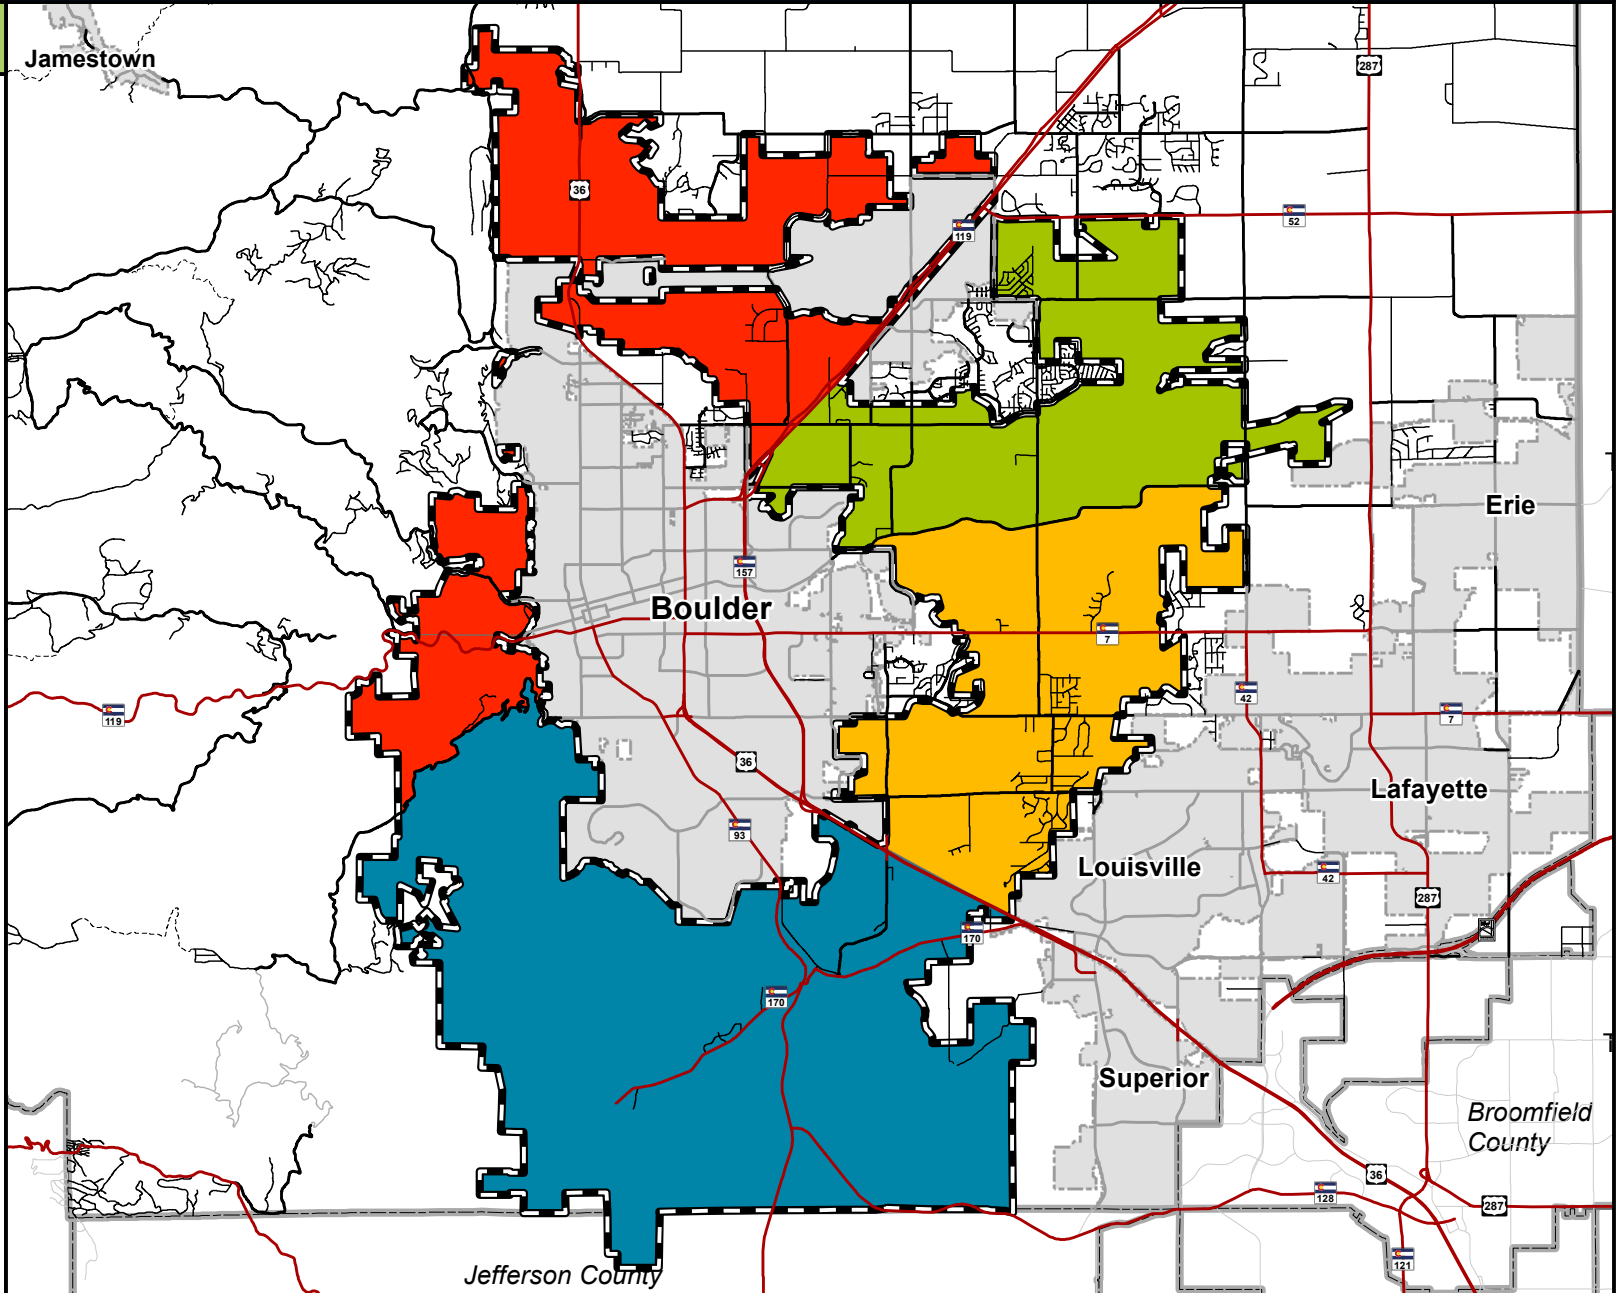 Jamestown
287
36
52
119
Erie
157
Boulder
7
42
119
7
36
Lafayette
93
Louisville
42
287
170
170
Superior
Broomfield
County
36
128
287
121
Jefferson County